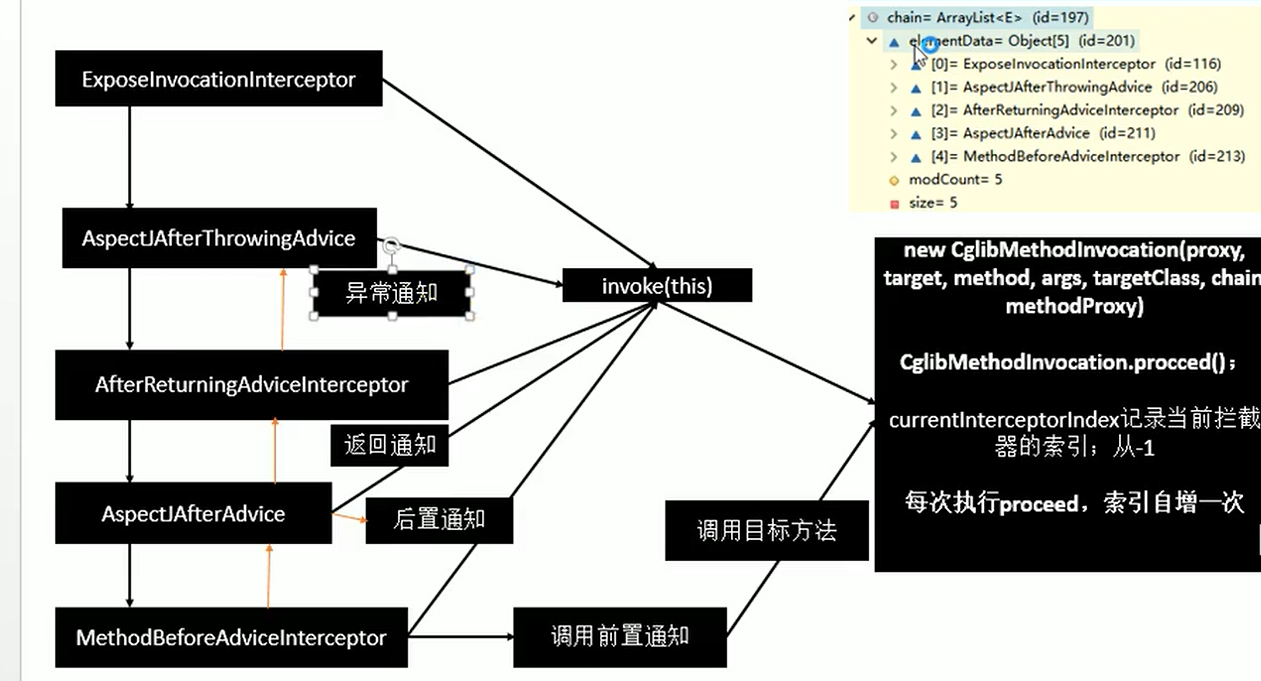 ExposeInvocationInterceptor
AspectJAfterThrowingAdvice
异常通知
AfterReturningAdviceInterceptor
返回通知
AspectJAfterAdvice
后置通知
MethodBeforeAdviceInterceptor
调用前置通知
调用目标方法
invoke(this)
chain= ArrayList<E> (id=197)
elementData= Object[5] (id=201)
[0]= ExposeInvocationInterceptor (id=116)
[1]= AspectJAfterThrowingAdvice (id=206)
[2]= AfterReturningAdviceInterceptor (id=209)
[3]= AspectJAfterAdvice (id=211)
[4]= MethodBeforeAdviceInterceptor (id=213)
modCount= 5
size= 5
new CglibMethodInvocation(proxy,
target, method, args, targetClass, chain
methodProxy)
CglibMethodInvocation.procced();
currentInterceptorIndex记录当前拦截
器的索引；从-1
每次执行proceed，索引自增一次